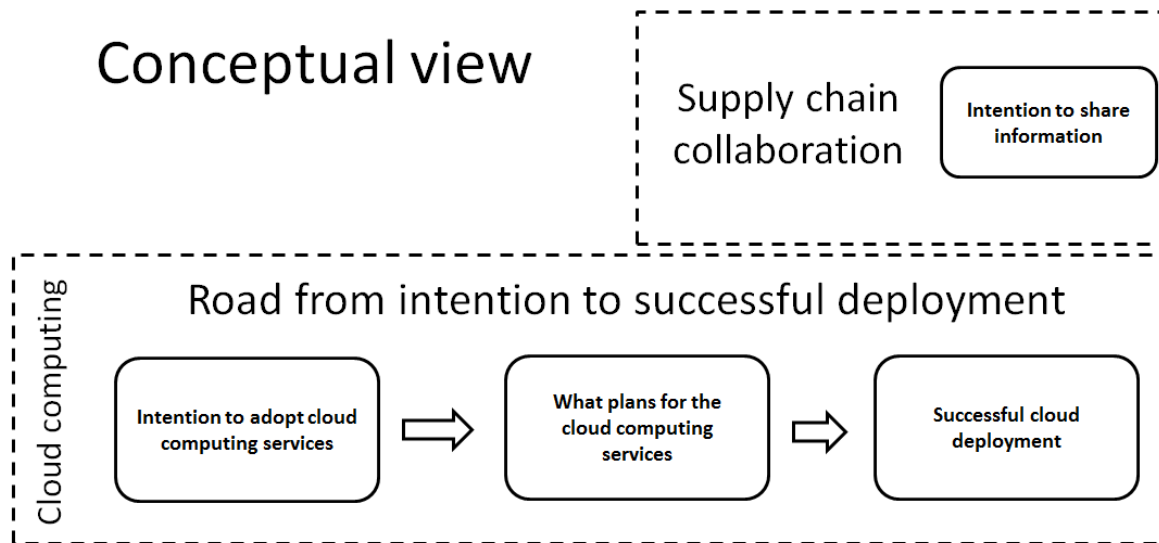 Conceptual view
Supply chain
collaboration
Intention to share
information
Cloud computing
Road from intention to successful deployment
Intention to adopt cloud
computing services
What plans for the
cloud computing
services
Successful cloud
deployment